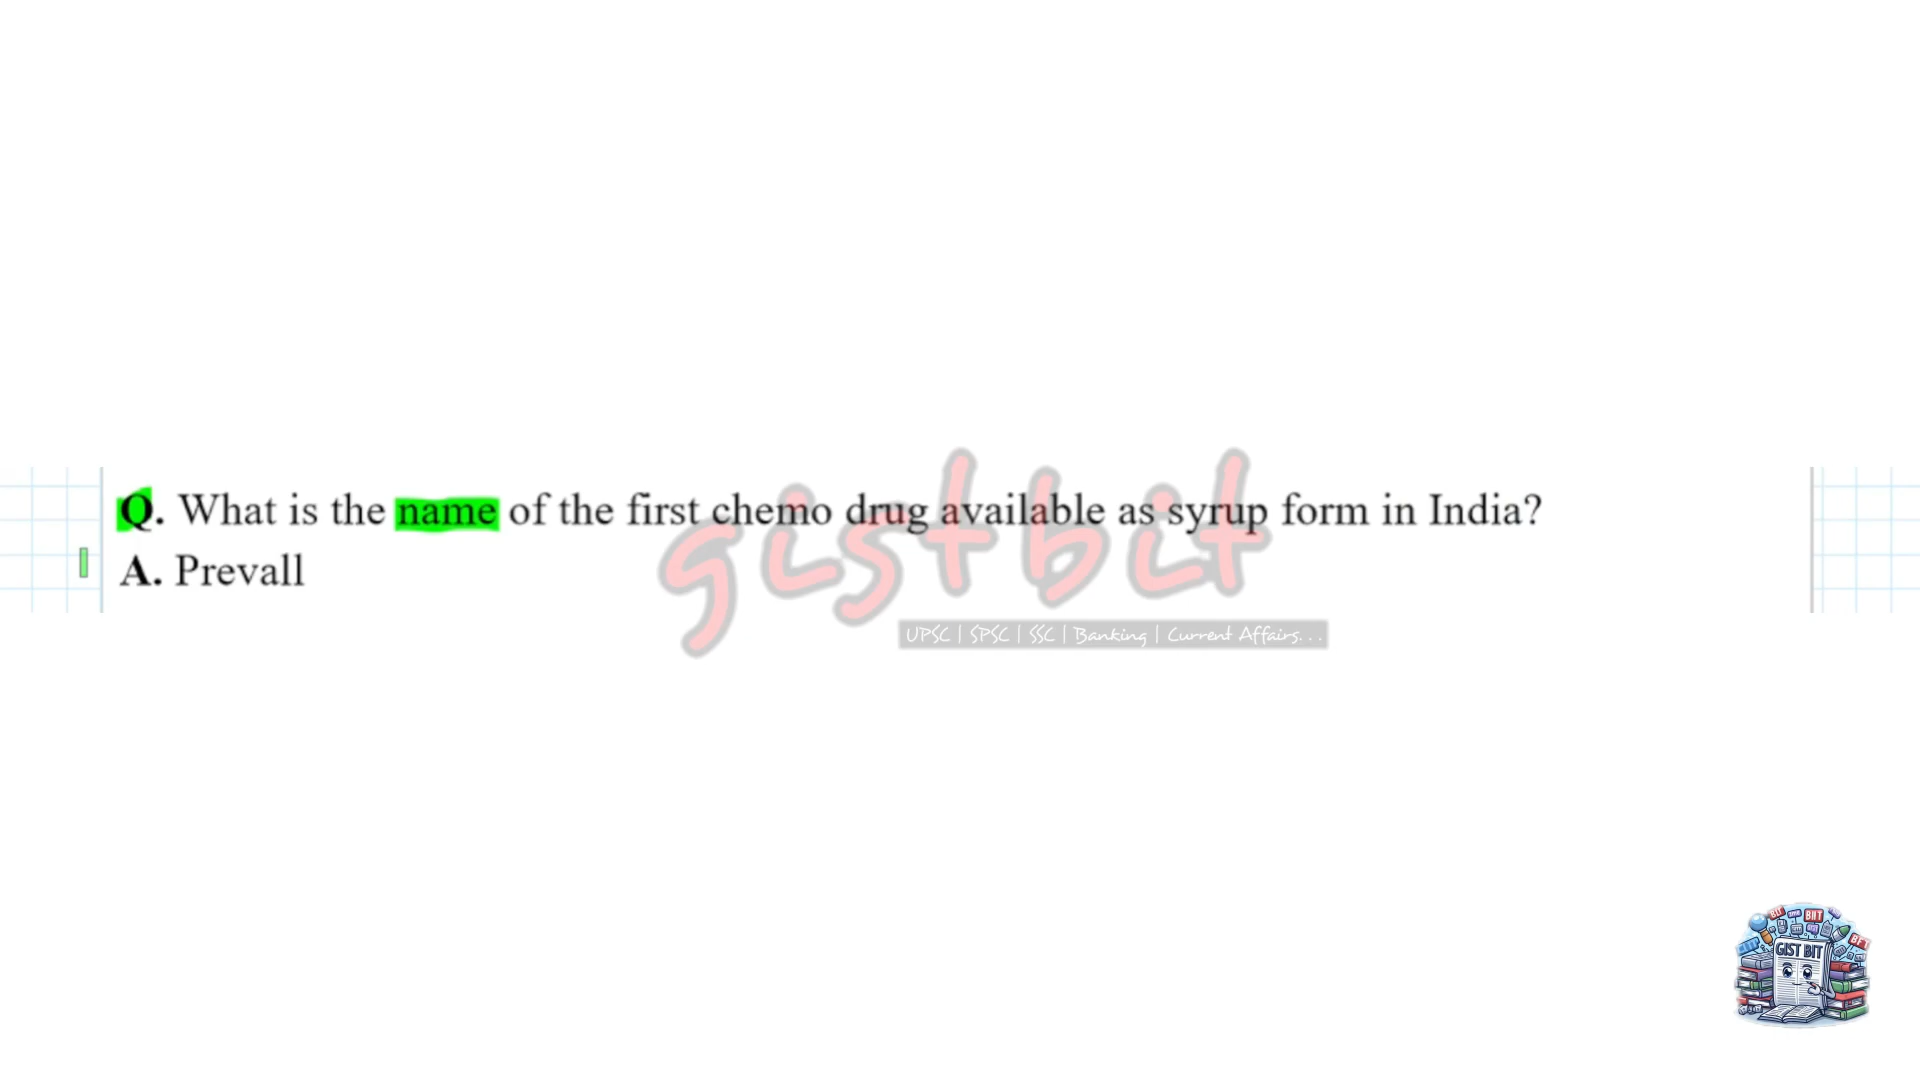 Q. What is the name of the first chemo drug available as syrup form in India?
A. Prevall
gistbit
UPSC | SPSC | SSC | Banking | Current Affairs...
GIST BIT